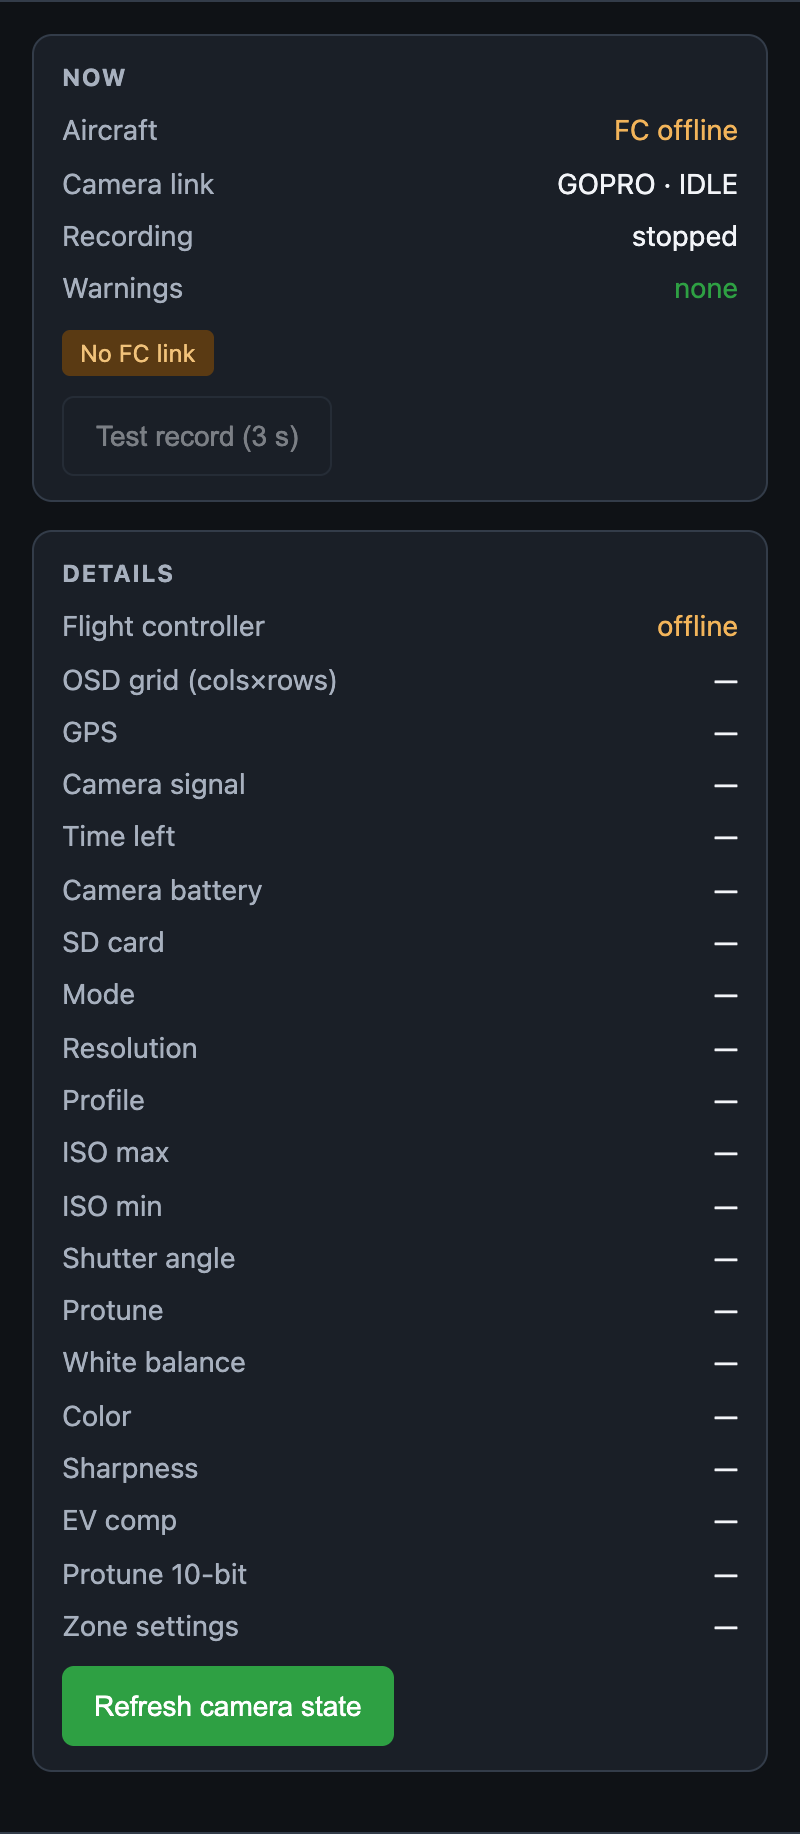 NOW
Aircraft FC offline
Camera link GOPRO · IDLE
Recording stopped
Warnings none
No FC link
Test record (3 s)
DETAILS
Flight controller offline
OSD grid (cols×rows) —
GPS —
Camera signal —
Time left —
Camera battery —
SD card —
Mode —
Resolution —
Profile —
ISO max —
ISO min —
Shutter angle —
Protune —
White balance —
Color —
Sharpness —
EV comp —
Protune 10-bit —
Zone settings —
Refresh camera state